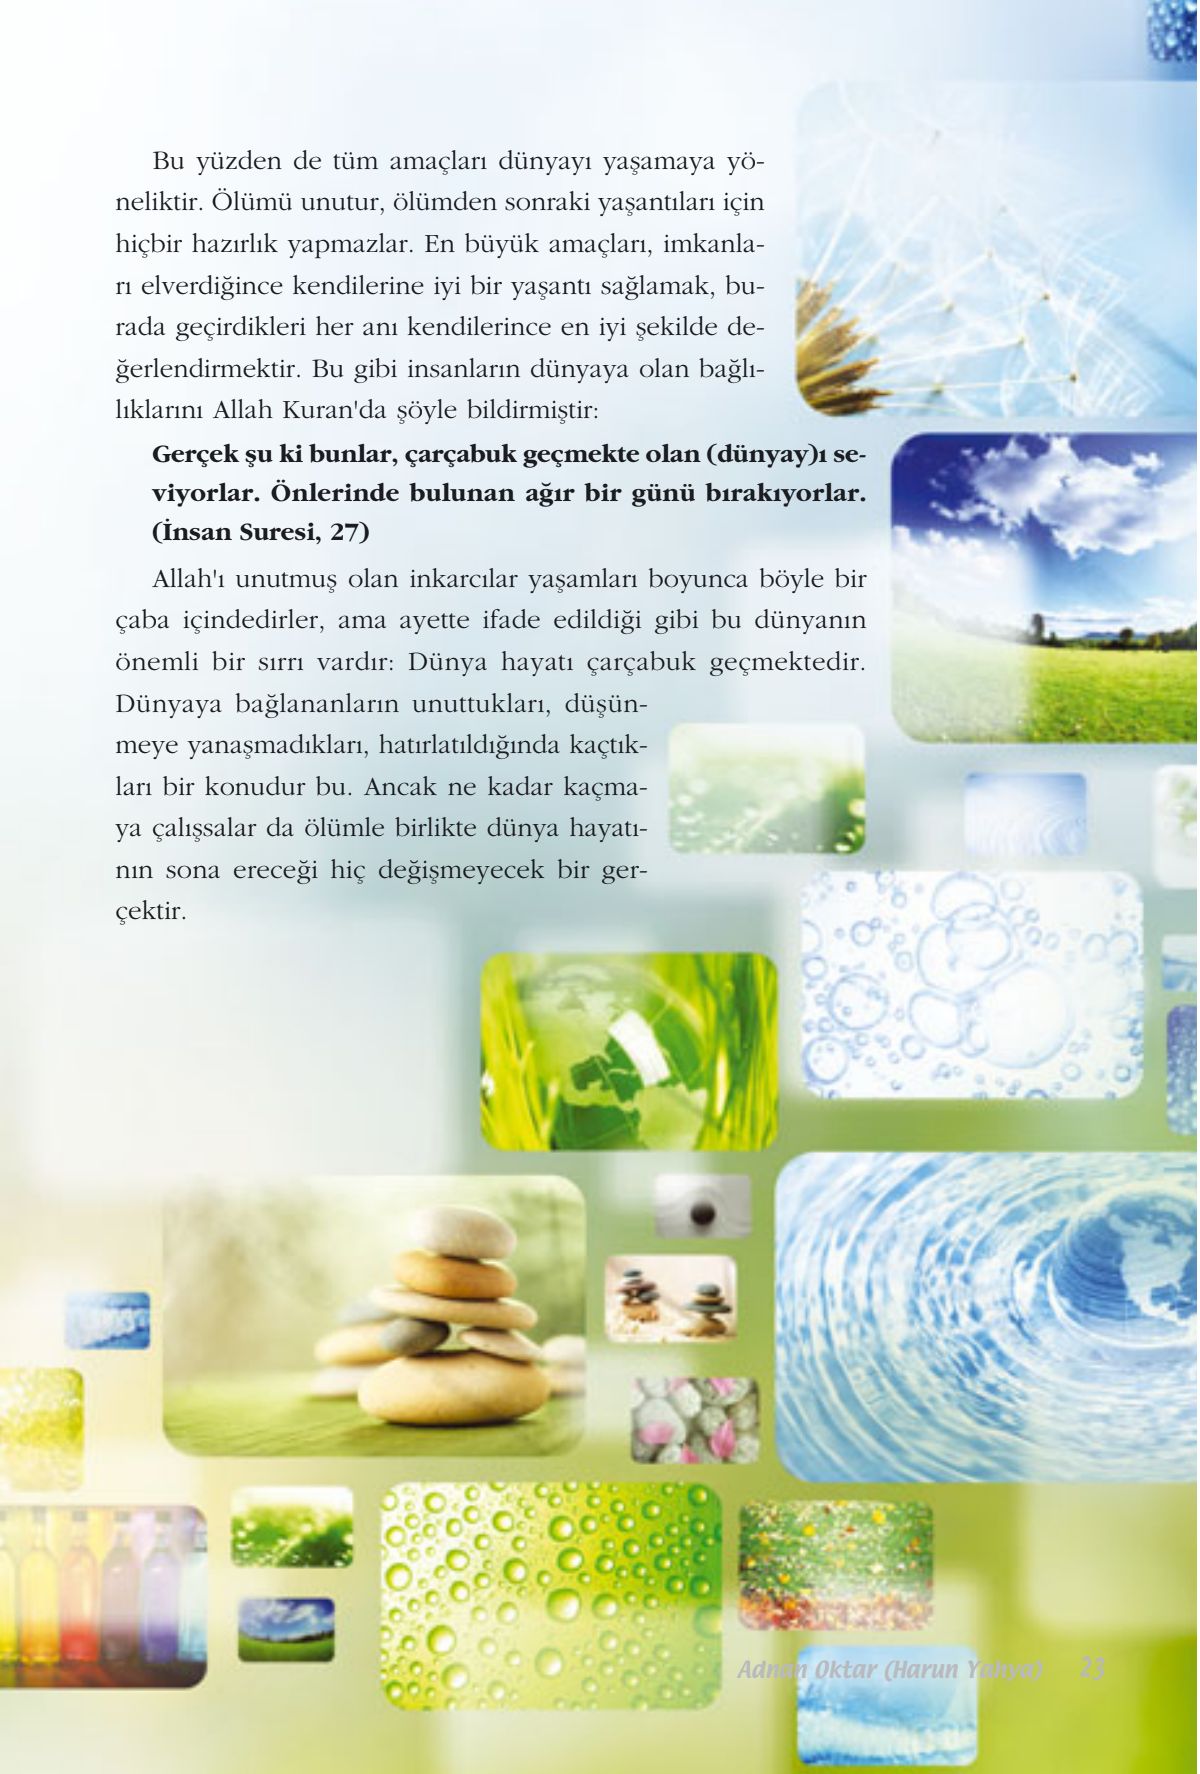 Bu yüzden de tüm amaçları dünyayı yaşamaya yö-
neliktir. Ölümü unutur, ölümden sonraki yaşantıları için
hiçbir hazırlık yapmazlar. En büyük amaçları, imkanla-
rı elverdiğince kendilerine iyi bir yaşantı sağlamak, bu-
rada geçirdikleri her anı kendilerince en iyi şekilde de-
ğerlendirmektir. Bu gibi insanların dünyaya olan bağlı-
lıklarını Allah Kuran'da şöyle bildirmiştir:
Gerçek şu ki bunlar, çarçabuk geçmekte olan (dünyay)ı se-
viyorlar. Önlerinde bulunan ağır bir günü bırakıyorlar.
(İnsan Suresi, 27)
Allah'ı unutmuş olan inkarcılar yaşamları boyunca böyle bir
çaba içindedirler, ama ayette ifade edildiği gibi bu dünyanın
önemli bir sırrı vardır: Dünya hayatı çarçabuk geçmektedir.
Dünyaya bağlananların unuttukları, düşün-
meye yanaşmadıkları, hatırlatıldığında kaçtık-
ları bir konudur bu. Ancak ne kadar kaçma-
ya çalışsalar da ölümle birlikte dünya hayatı-
nın sona ereceği hiç değişmeyecek bir ger-
çektir.
Adnan Oktar (Harun Yahya) 23